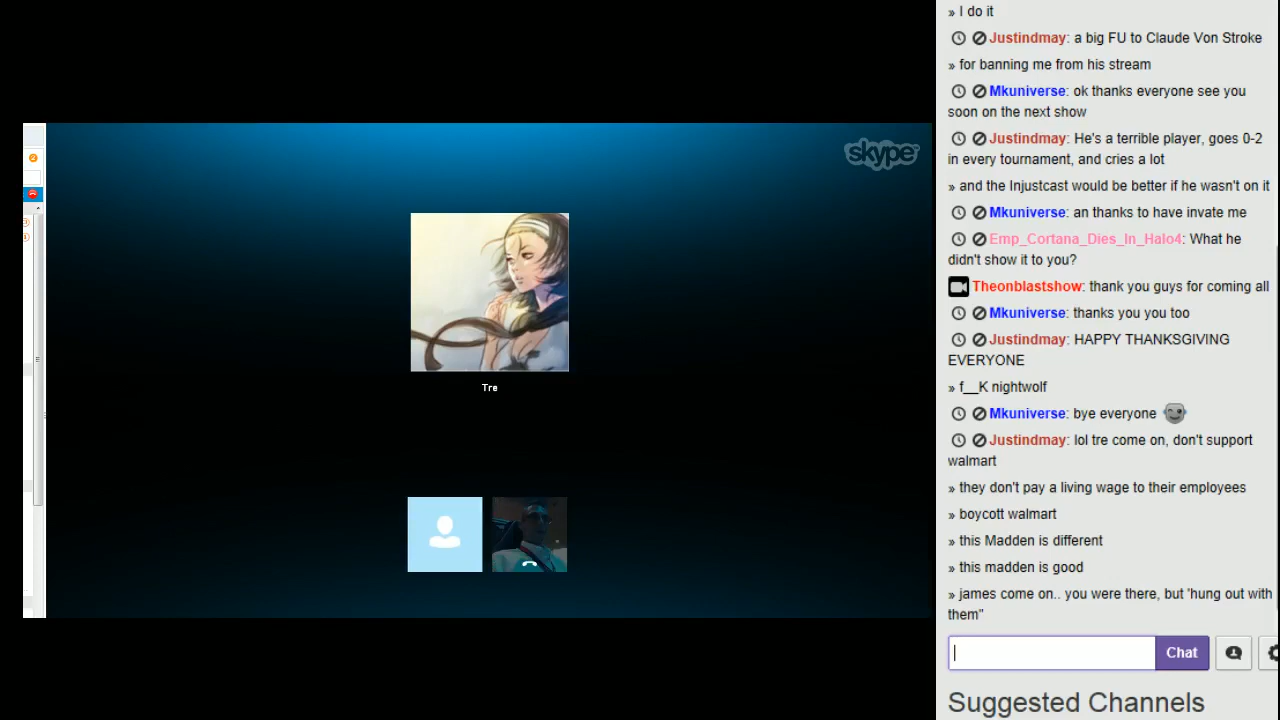 skype
Tre
» I do it
Justindmay: a big FU to Claude Von Stroke
» for banning me from his stream
Mkuniverse: ok thanks everyone see you
soon on the next show
Justindmay: He's a terrible player, goes 0-2
in every tournament, and cries a lot
» and the Injustcast would be better if he wasn't on it
Mkuniverse: an thanks to have invate me
Emp_Cortana_Dies_In_Halo4: What he
didn't show it to you?
Theonblastshow: thank you guys for coming all
Mkuniverse: thanks you you too
Justindmay: HAPPY THANKSGIVING
EVERYONE
» f__K nightwolf
Mkuniverse: bye everyone
Justindmay: lol tre come on, don't support
walmart
» they don't pay a living wage to their employees
» boycott walmart
» this Madden is different
» this madden is good
» james come on.. you were there, but 'hung out with
them"
Chat
Suggested Channels